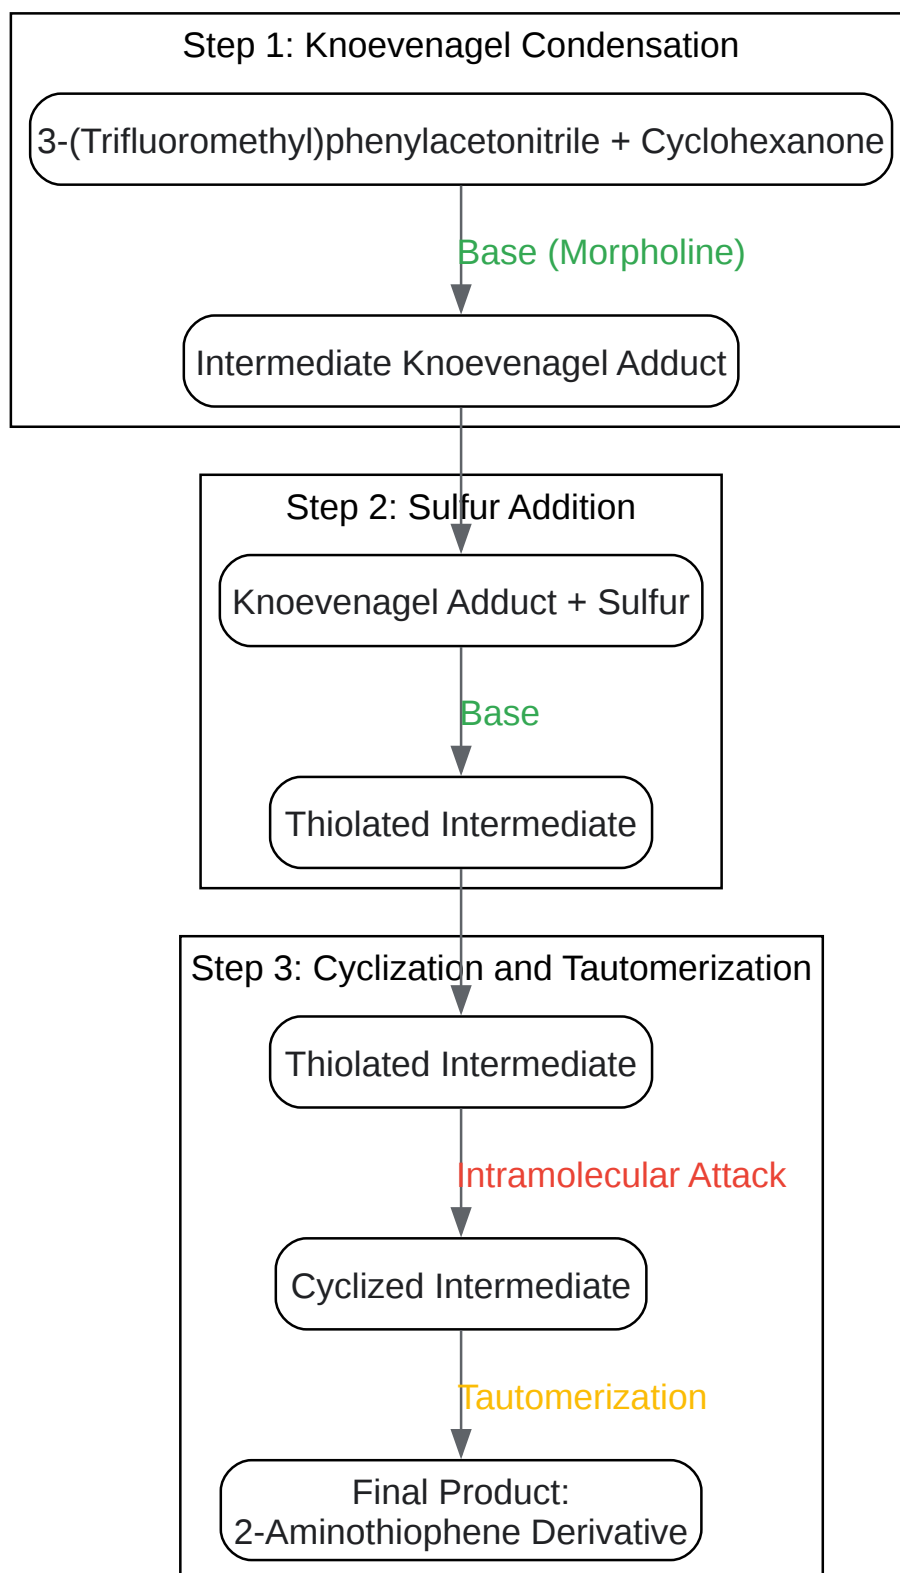 Step 1: Knoevenagel Condensation
3-(Trifluoromethyl)phenylacetonitrile + Cyclohexanone
Base (Morpholine)
Intermediate Knoevenagel Adduct
Step 2: Sulfur Addition
Knoevenagel Adduct + Sulfur
Base
Thiolated Intermediate
Step 3: Cyclization and Tautomerization
Thiolated Intermediate
Intramolecular Attack
Cyclized Intermediate
Tautomerization
Final Product:
2-Aminothiophene Derivative